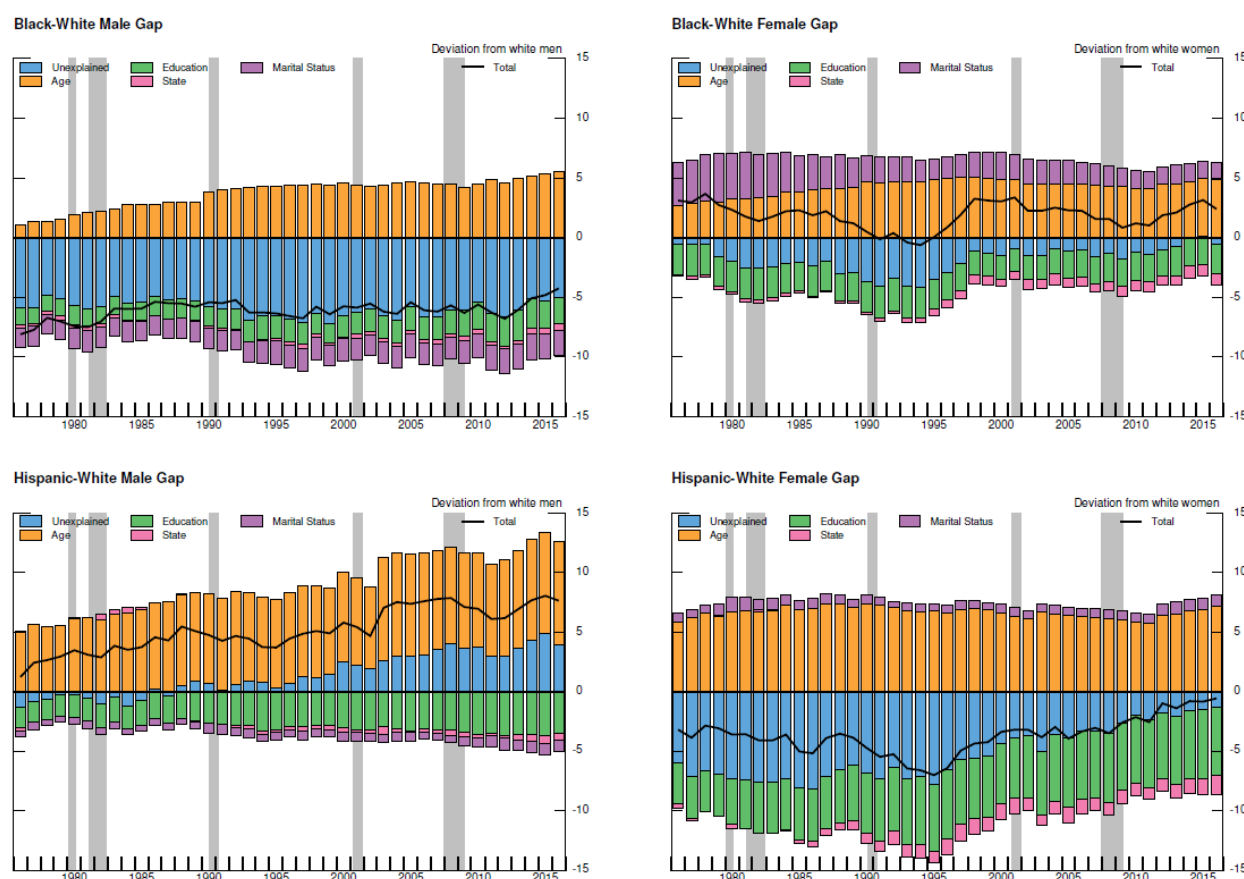 Black-White Male Gap
Deviation from white men
Unexplained Education Marital Status Total
Age State
15
10
5
0
-5
-10
-15
1980 1985 1990 1995 2000 2005 2010 2015
Black-White Female Gap
Deviation from white women
Unexplained Education Marital Status Total
Age State
15
10
5
0
-5
-10
-15
1980 1985 1990 1995 2000 2005 2010 2015
Hispanic-White Male Gap
Deviation from white men
Unexplained Education Marital Status Total
Age State
15
10
5
0
-5
-10
-15
1980 1985 1990 1995 2000 2005 2010 2015
Hispanic-White Female Gap
Deviation from white women
Unexplained Education Marital Status Total
Age State
15
10
5
0
-5
-10
-15
1980 1985 1990 1995 2000 2005 2010 2015